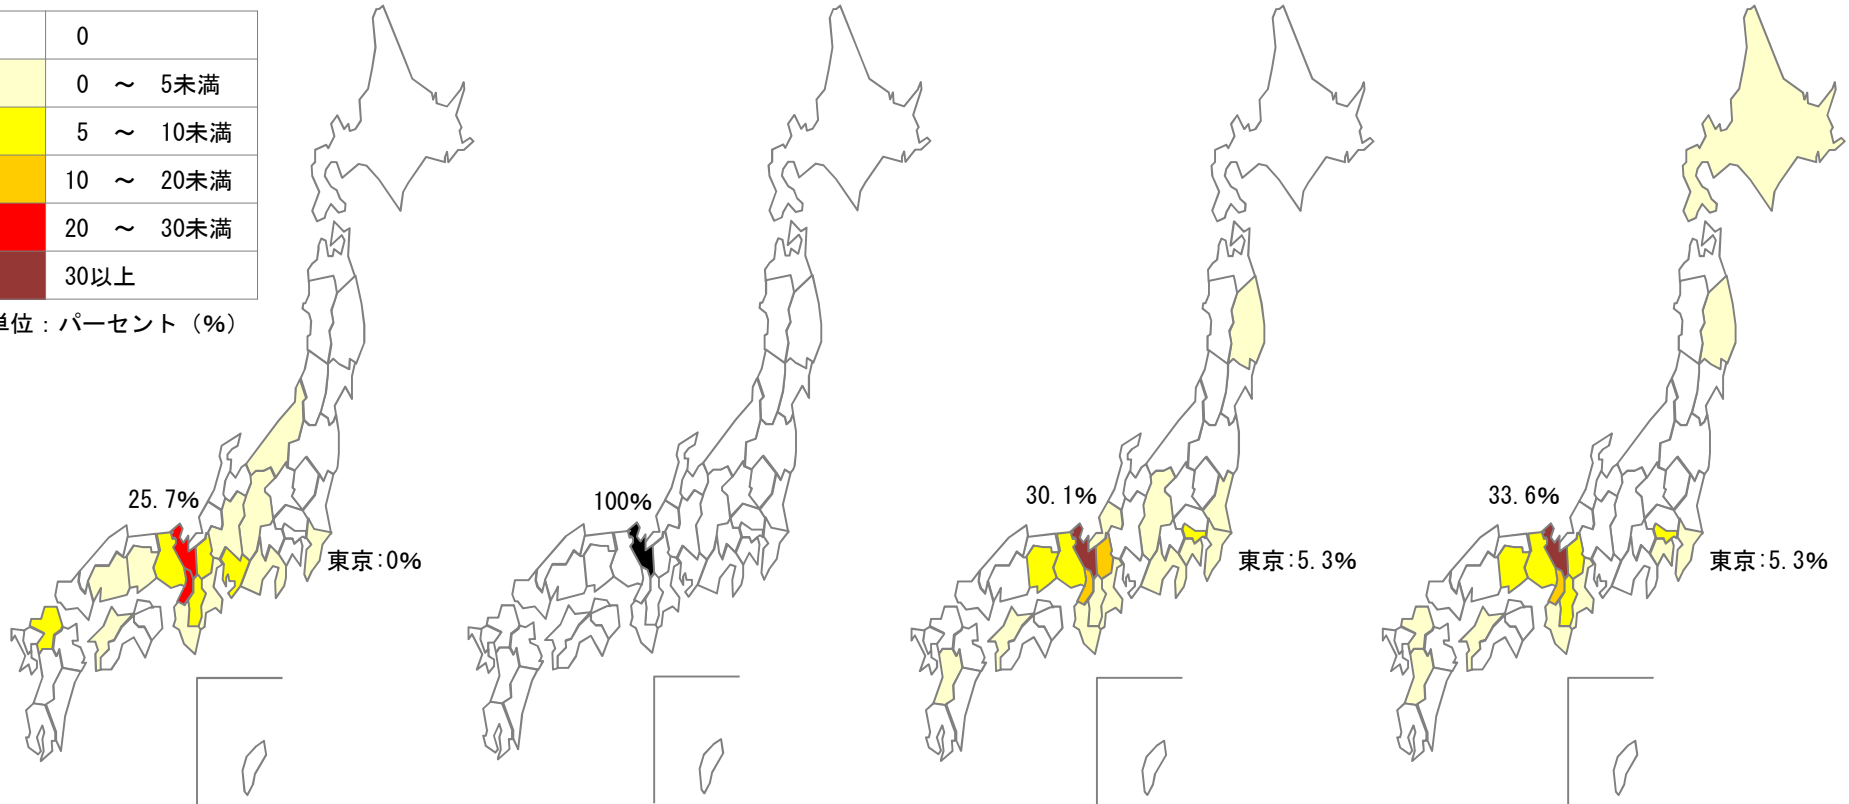 0
0 ～ 5未満
5 ～ 10未満
10 ～ 20未満
20 ～ 30未満
30以上
単位：パーセント（%）
25.7%
東京：0%
100%
30.1%
東京：5.3%
33.6%
東京：5.3%